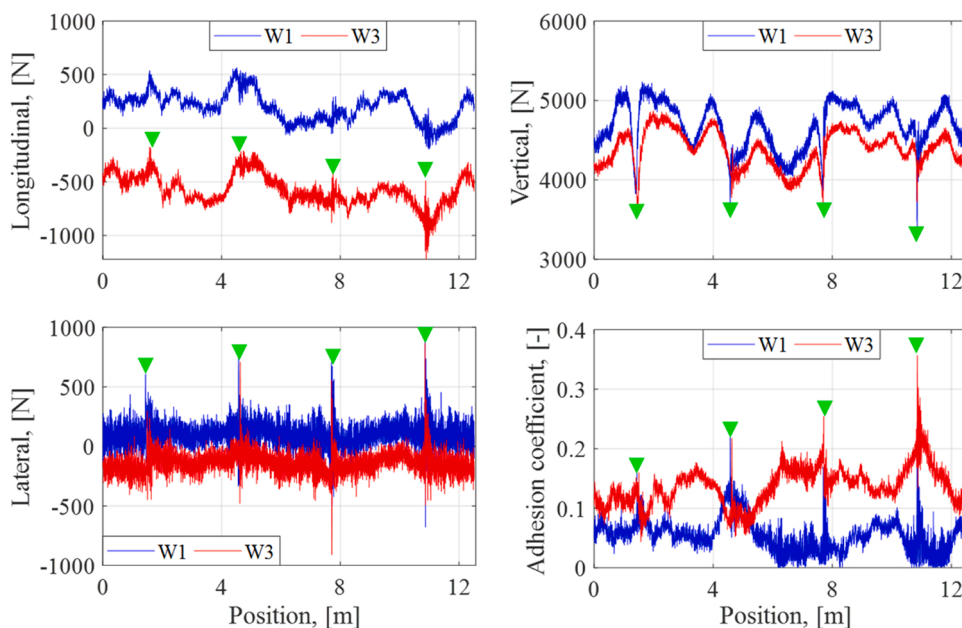 1000
500
0
-500
-1000
Longitudinal, [N]
W1 W3
0 4 8 12
6000
5000
4000
3000
Vertical, [N]
W1 W3
0 4 8 12
1000
500
0
-500
-1000
Lateral, [N]
W1 W3
0 4 8 12
Position, [m]
0.4
0.3
0.2
0.1
0
Adhesion coefficient, [-]
W1 W3
0 4 8 12
Position, [m]